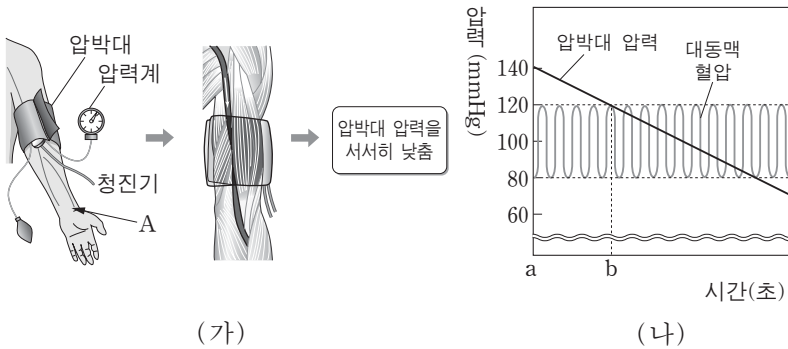 압박대
압력계
청진기
A
압박대 압력을
서서히 낮춤
(가)
압력 (mmHg)
압박대 압력
대동맥
혈압
140
120
100
80
60
a
b
시간(초)
(나)